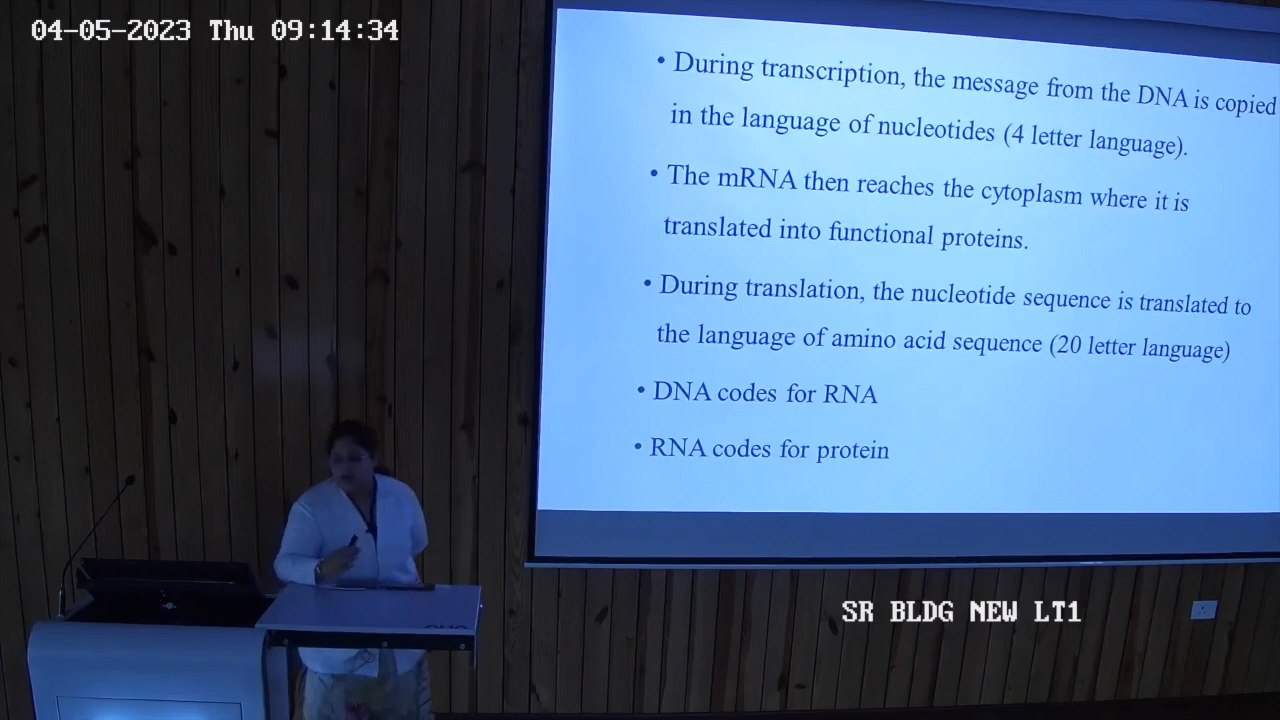 04-05-2023 Thu 09:14:34
• During transcription, the message from the DNA is copied
in the language of nucleotides (4 letter language).
• The mRNA then reaches the cytoplasm where it is
translated into functional proteins.
• During translation, the nucleotide sequence is translated to
the language of amino acid sequence (20 letter language)
• DNA codes for RNA
• RNA codes for protein
SR BLDG NEW LT1